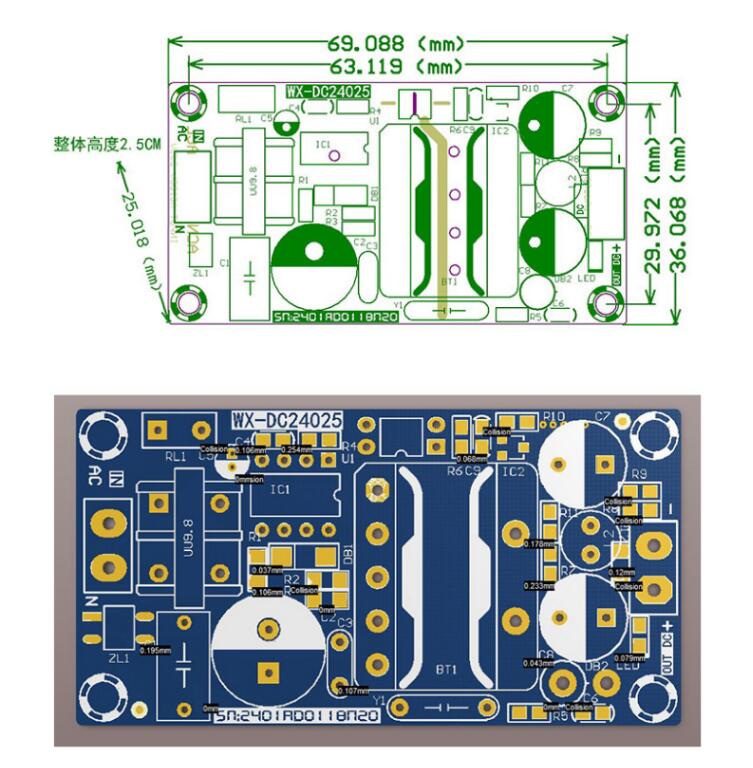 69.088 (mm)
63.119 (mm)
WX-DC24025
R10
C7
C4
R4
RL1
C5
U1
IN
AC
IC1
R6
C9
IC2
R9
R8
整体高度2.5CM
UU9.8
R1
DB1
L2
DC
29.972 (mm)
36.068 (mm)
25.018 (mm)
R2
R3
N
C2
C3
C1
ZL1
BT1
C8
DB2
LED
OUT DC
+
Y1
R5
C6
SN:2401AD0118N20
WX-DC24025
R10
C7
C4
R4
RL1
Collision
0.106mm
0.254mm
U1
Collision
0.068mm
R6
C9
IC2
AC
IN
0mm
IC1
R9
Collision
R8
Collision
UU9.8
R1
DB1
0.178mm
0.037mm
0.12mm
0.106mm
R2
Collision
0.233mm
R7
Collision
0mm
C2
C3
N
ZL1
0.195mm
C8
0.043mm
DB2
0.079mm
LED
OUT DC
+
BT1
0.107mm
Y1
0mm
Collision
C6
R5
0mm
SN:2401AD0118N20